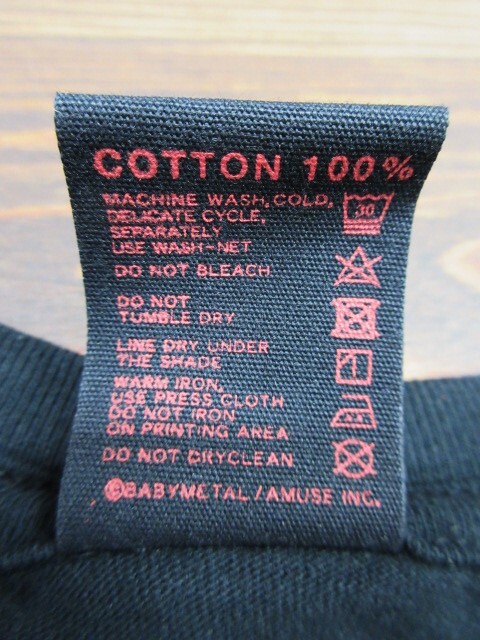 COTTON 100%
MACHINE WASH, COLD,
DELICATE CYCLE,
SEPARATELY
USE WASH-NET
30
DO NOT BLEACH
DO NOT
TUMBLE DRY
LINE DRY UNDER
THE SHADE
WARM IRON,
USE PRESS CLOTH
DO NOT IRON
ON PRINTING AREA
DO NOT DRYCLEAN
©BABYMETAL/AMUSE INC.